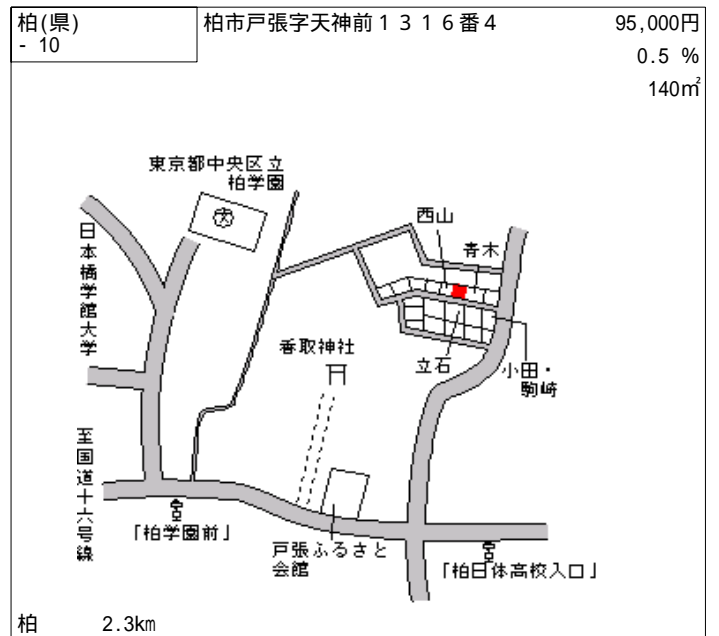 柏(県)
- 10
柏市戸張字天神前１３１６番４
95,000円
0.5 %
140㎡
東京都中央区立
柏学園
日本橋学館大学
西山
青木
香取神社
立石
小田・
駒崎
至国道十六号線
「柏学園前」
戸張ふるさと
会館
「柏日体高校入口」
柏 2.3km